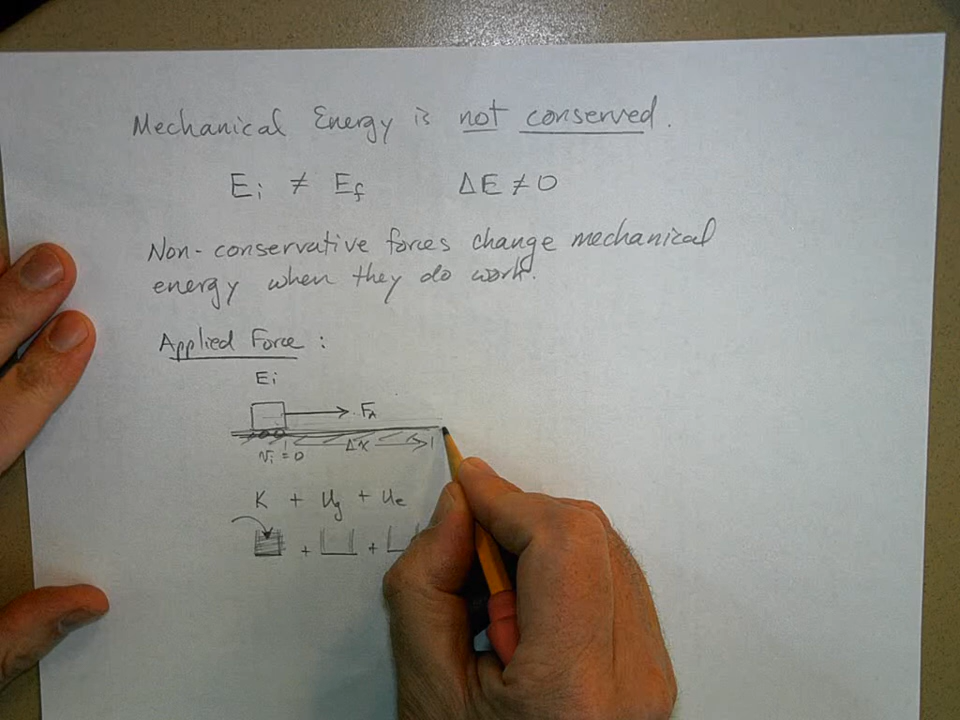 Mechanical Energy is not conserved.
Ei ≠ Ef ΔE ≠ 0
Non-conservative forces change mechanical
energy when they do work.
Applied Force :
Ei
FA
Δx
vi = 0
K + Ug + Ue
+ +